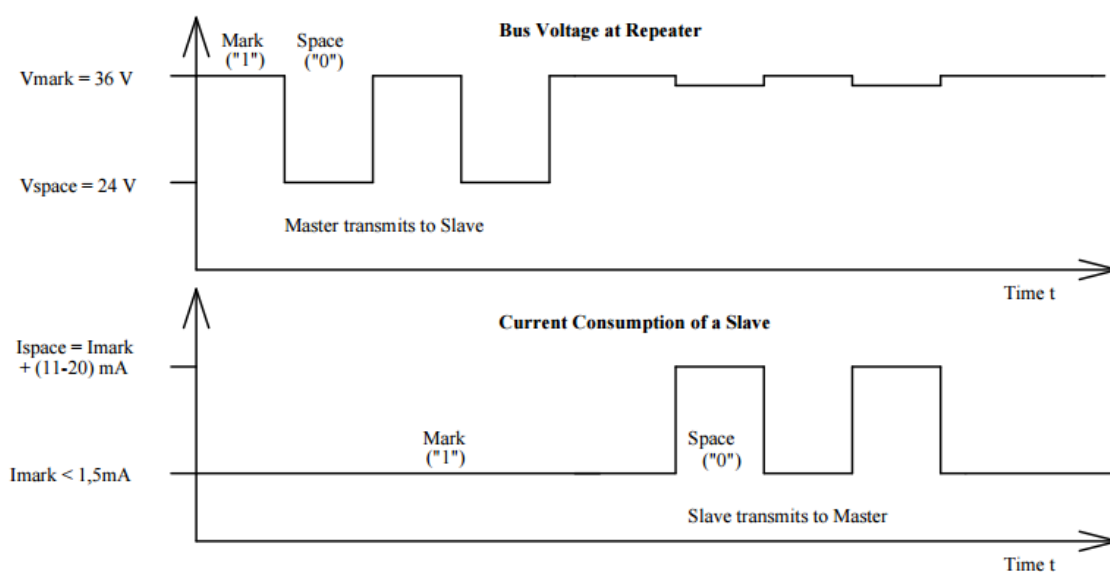 Bus Voltage at Repeater
Mark
("1")
Space
("0")
Vmark = 36 V
Vspace = 24 V
Master transmits to Slave
Time t
Current Consumption of a Slave
Ispace = Imark
+ (11-20) mA
Mark
("1")
Space
("0")
Imark < 1,5mA
Slave transmits to Master
Time t